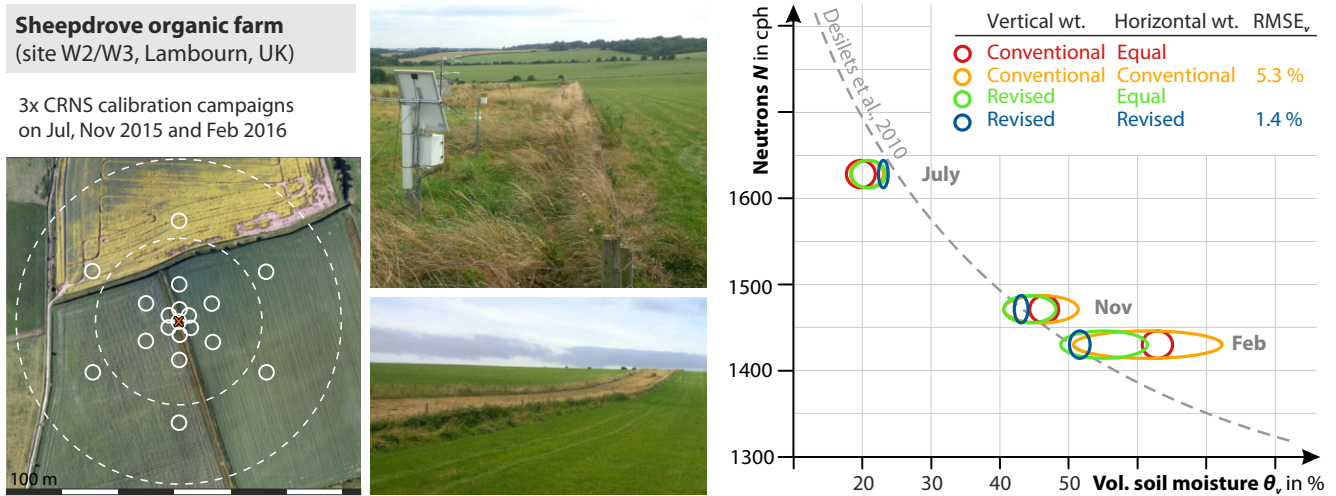 Sheepdrove organic farm
(site W2/W3, Lambourn, UK)
3x CRNS calibration campaigns
on Jul, Nov 2015 and Feb 2016
100 m
Neutrons N in cph
1600
1500
1400
1300
Desilets et al., 2010
Vertical wt. Horizontal wt. RMSEv
Conventional Equal
Conventional Conventional 5.3 %
Revised Equal
Revised Revised 1.4 %
July
Nov
Feb
20 30 40 50 Vol. soil moisture θv in %